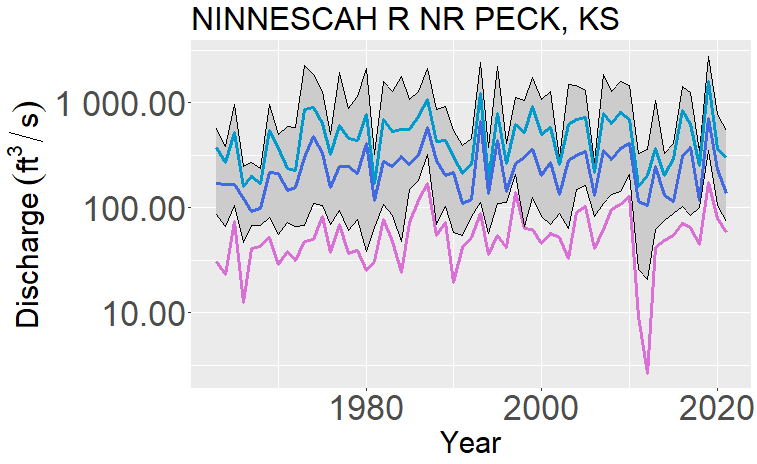 NINNESCAH R NR PECK, KS
Discharge (ft³/s)
1 000.00
100.00
10.00
1980
2000
2020
Year